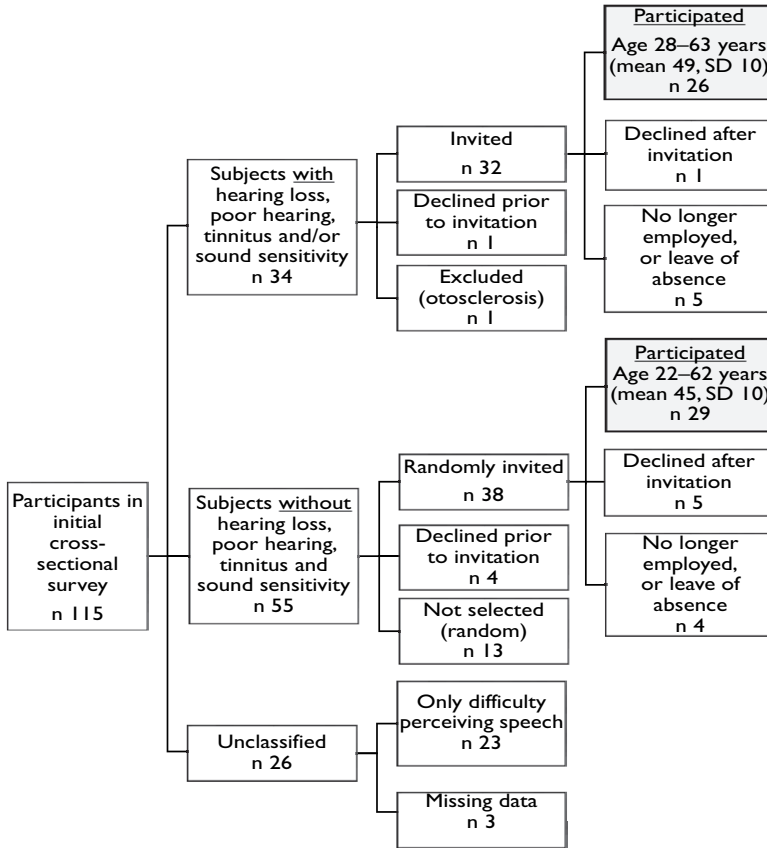 Participants in
initial
cross-
sectional
survey
n 115
Subjects with
hearing loss,
poor hearing,
tinnitus and/or
sound sensitivity
n 34
Invited
n 32
Declined prior
to invitation
n 1
Excluded
(otosclerosis)
n 1
Participated
Age 28–63 years
(mean 49, SD 10)
n 26
Declined after
invitation
n 1
No longer
employed,
or leave of
absence
n 5
Subjects without
hearing loss,
poor hearing,
tinnitus and
sound sensitivity
n 55
Randomly invited
n 38
Declined prior
to invitation
n 4
Not selected
(random)
n 13
Participated
Age 22–62 years
(mean 45, SD 10)
n 29
Declined after
invitation
n 5
No longer
employed,
or leave of
absence
n 4
Unclassified
n 26
Only difficulty
perceiving speech
n 23
Missing data
n 3